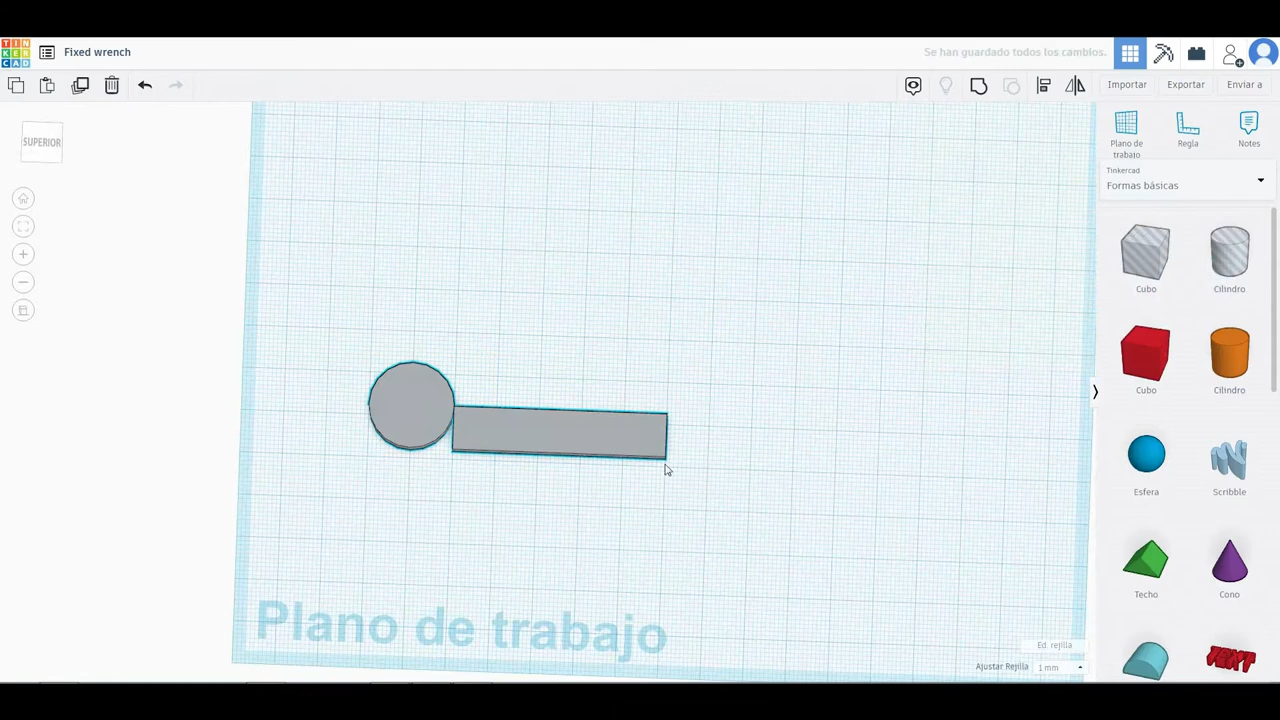 TIN
KER
CAD
Fixed wrench
Se han guardado todos los cambios.
Importar
Exportar
Enviar a
SUPERIOR
Plano de
trabajo
Regla
Notes
Tinkercad
Formas básicas
Cubo
Cilindro
Cubo
Cilindro
Esfera
Scribble
Techo
Cono
TEXT
Plano de trabajo
Ed. rejilla
Ajustar Rejilla
1 mm